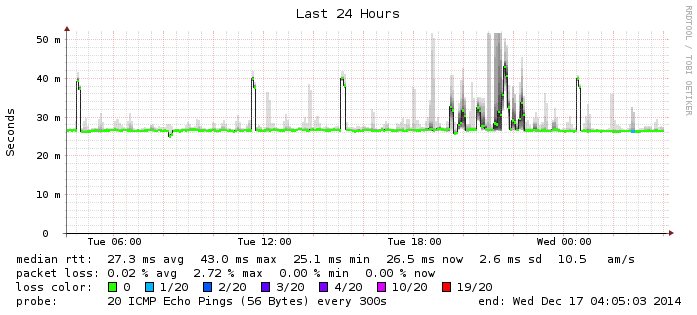 Last 24 Hours
RRDTOOL / TOBI OETIKER
Seconds
50 m
40 m
30 m
20 m
10 m
0
Tue 06:00 Tue 12:00 Tue 18:00 Wed 00:00
median rtt: 27.3 ms avg 43.0 ms max 25.1 ms min 26.5 ms now 2.6 ms sd 10.5 am/s
packet loss: 0.02 % avg 2.72 % max 0.00 % min 0.00 % now
loss color: 0 1/20 2/20 3/20 4/20 10/20 19/20
probe: 20 ICMP Echo Pings (56 Bytes) every 300s end: Wed Dec 17 04:05:03 2014